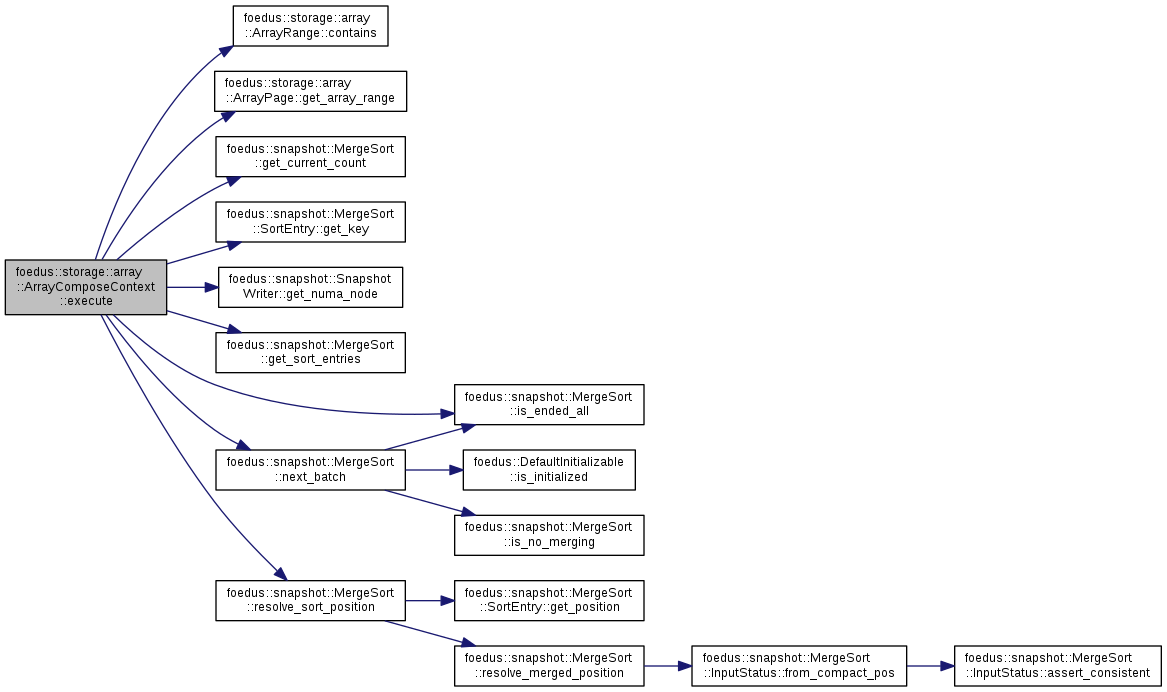 foedus::storage::array
::ArrayRange::contains
foedus::storage::array
::ArrayPage::get_array_range
foedus::snapshot::MergeSort
::get_current_count
foedus::snapshot::MergeSort
::SortEntry::get_key
foedus::storage::array
::ArrayComposeContext
::execute
foedus::snapshot::Snapshot
Writer::get_numa_node
foedus::snapshot::MergeSort
::get_sort_entries
foedus::snapshot::MergeSort
::is_ended_all
foedus::snapshot::MergeSort
::next_batch
foedus::DefaultInitializable
::is_initialized
foedus::snapshot::MergeSort
::is_no_merging
foedus::snapshot::MergeSort
::resolve_sort_position
foedus::snapshot::MergeSort
::SortEntry::get_position
foedus::snapshot::MergeSort
::resolve_merged_position
foedus::snapshot::MergeSort
::InputStatus::from_compact_pos
foedus::snapshot::MergeSort
::InputStatus::assert_consistent